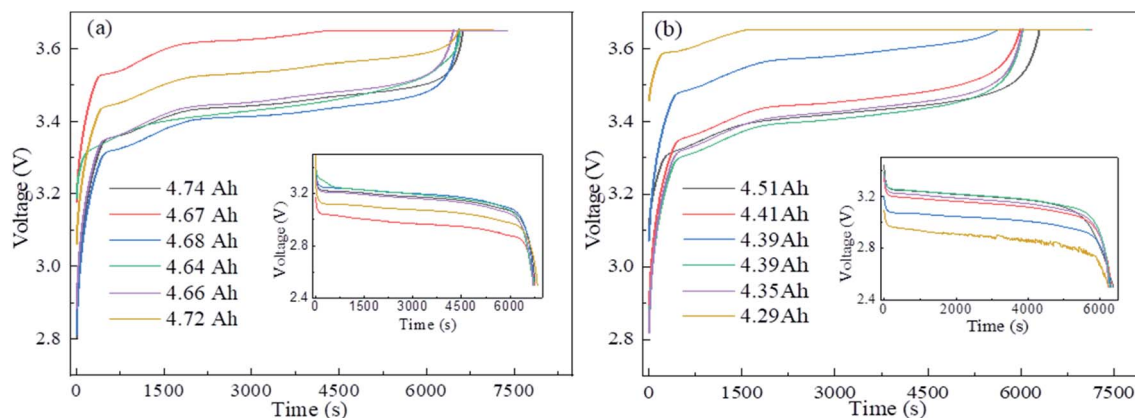 (a)
Voltage (V)
3.6
3.4
3.2
3.0
2.8
4.74 Ah
4.67 Ah
4.68 Ah
4.64 Ah
4.66 Ah
4.72 Ah
Voltage (V)
3.2
2.8
2.4
0 1500 3000 4500 6000
Time (s)
0 1500 3000 4500 6000 7500
Time (s)
(b)
Voltage (V)
3.6
3.4
3.2
3.0
2.8
4.51Ah
4.41Ah
4.39Ah
4.39Ah
4.35Ah
4.29Ah
Voltage (V)
3.2
2.8
2.4
0 2000 4000 6000
Time (s)
0 1500 3000 4500 6000 7500
Time (s)